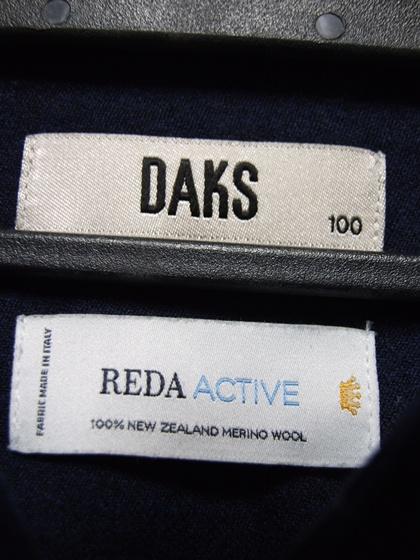 DAKS
100
FABRIC MADE IN ITALY
REDA ACTIVE
100% NEW ZEALAND MERINO WOOL